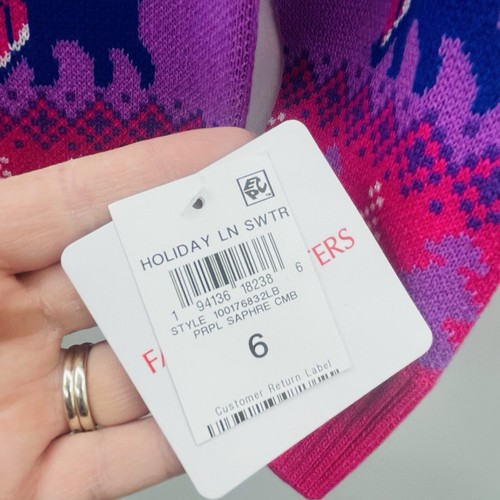 HOLIDAY LN SWTR
1 94136 18238 6
STYLE 100176832LB
PRPL SAPHRE CMB
6
Customer Return Label
FA
TERS